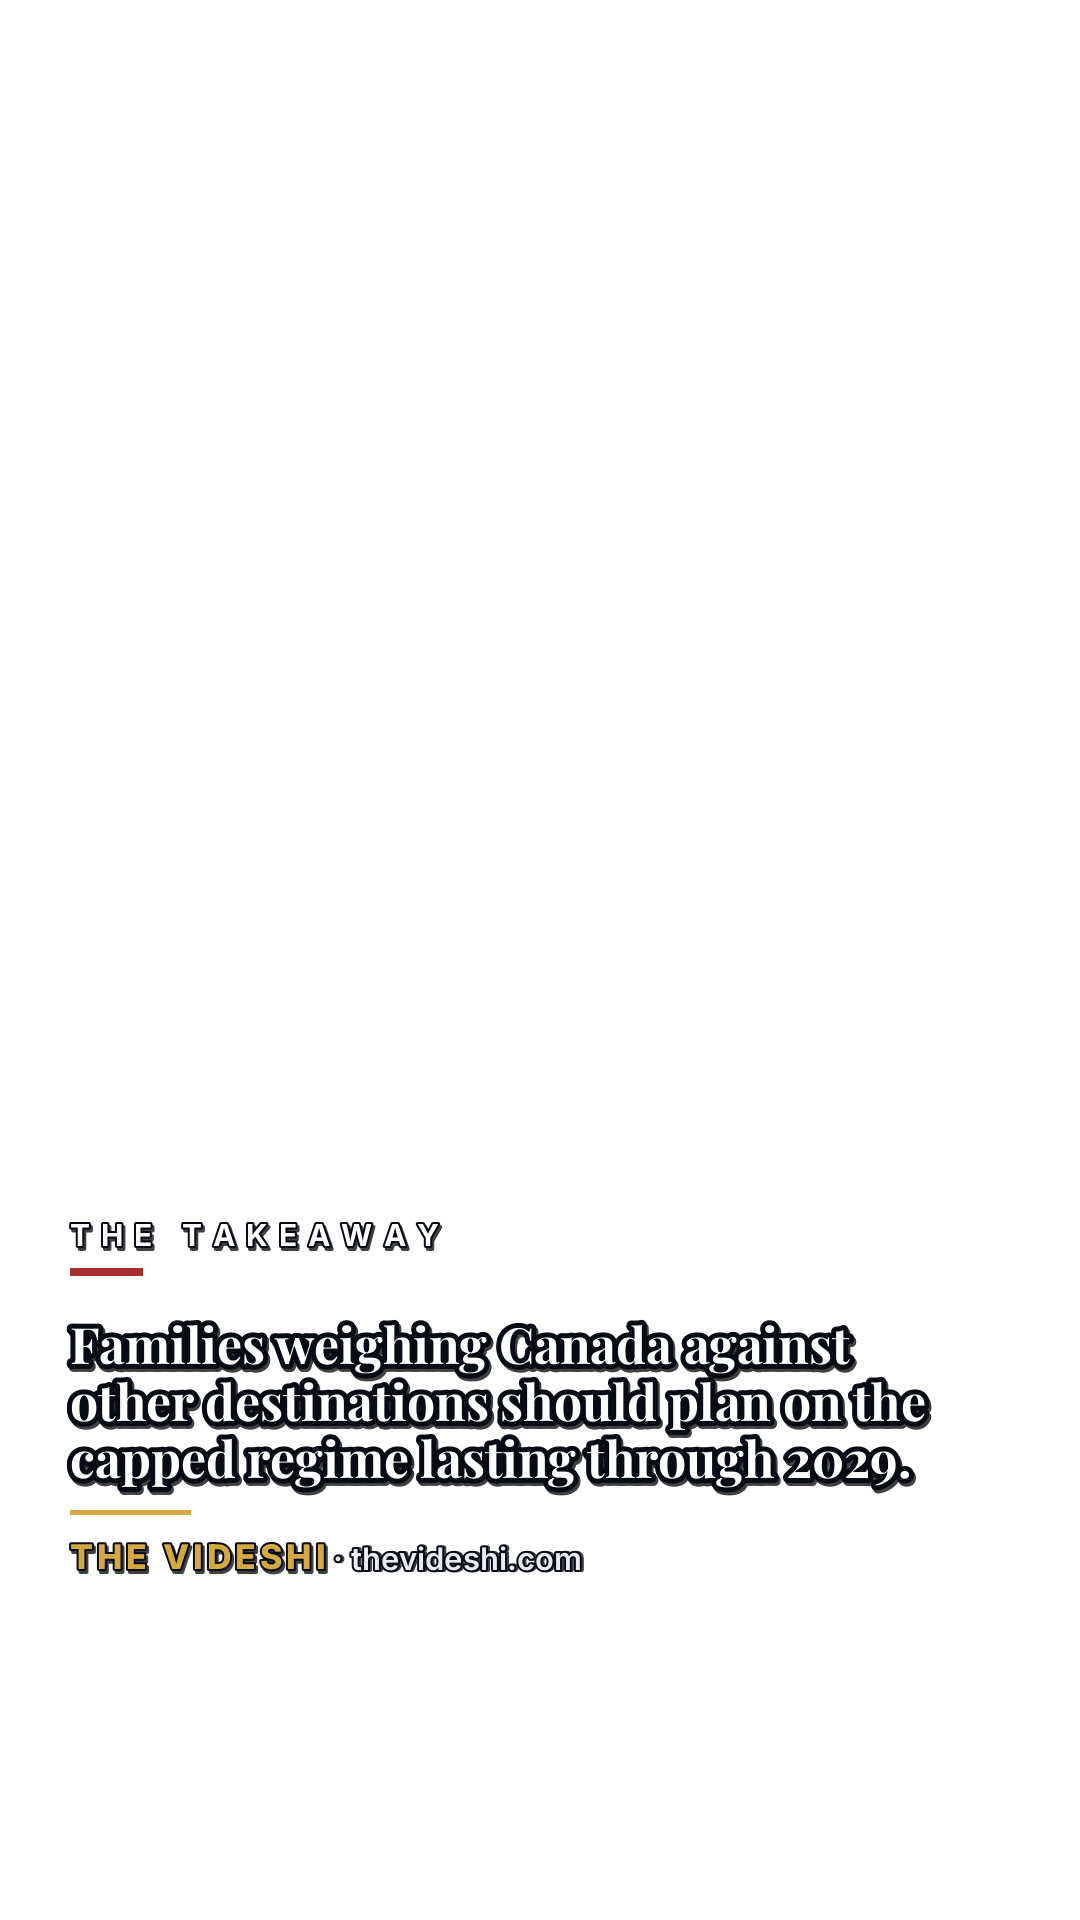 THE TAKEAWAY
Families weighing Canada against
other destinations should plan on the
capped regime lasting through 2029.
THE VIDESHI · thevideshi.com